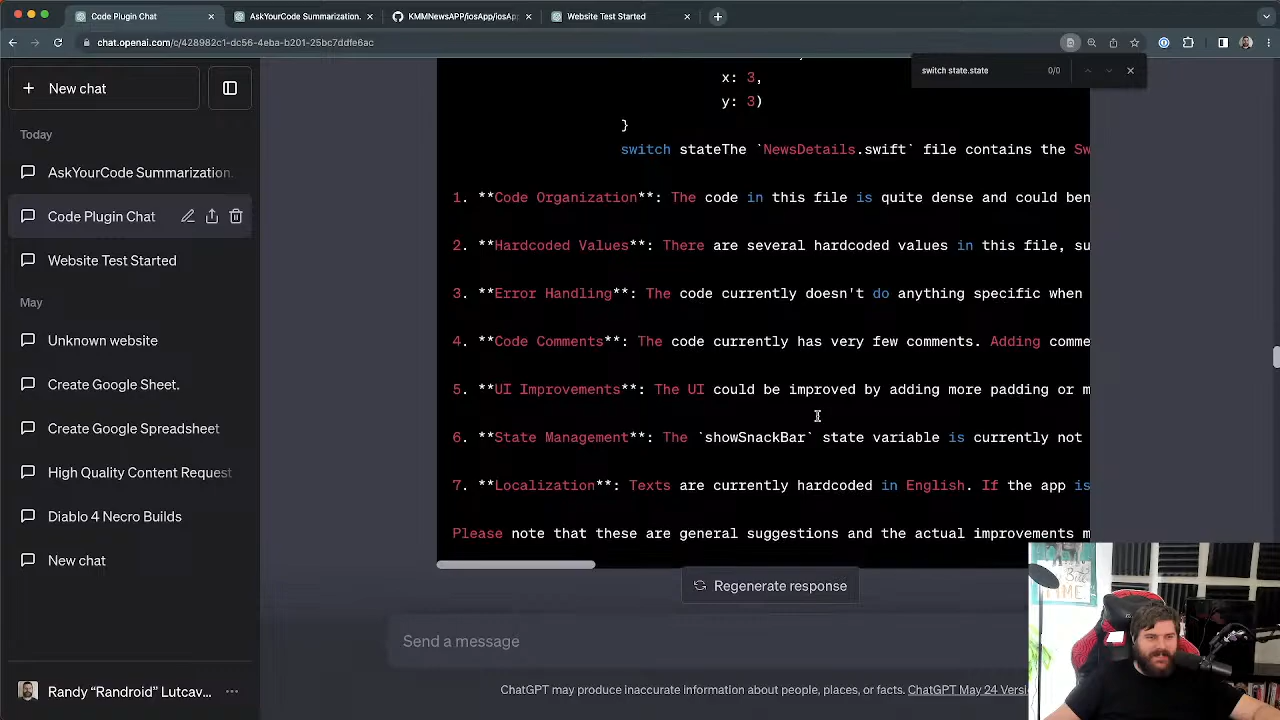 Code Plugin Chat
AskYourCode Summarization.
KMMNewsAPP/iosApp/iosAp
Website Test Started
chat.openai.com/c/428982c1-dc56-4eba-b201-25bc7ddfe6ac
switch state.state
0/0
New chat
Today
AskYourCode Summarization.
Code Plugin Chat
Website Test Started
May
Unknown website
Create Google Sheet.
Create Google Spreadsheet
High Quality Content Request
Diablo 4 Necro Builds
New chat
Randy “Randroid” Lutcav...
x: 3,
y: 3)
}
switch stateThe `NewsDetails.swift` file contains the Sw
1. **Code Organization**: The code in this file is quite dense and could ben
2. **Hardcoded Values**: There are several hardcoded values in this file, su
3. **Error Handling**: The code currently doesn't do anything specific when
4. **Code Comments**: The code currently has very few comments. Adding comme
5. **UI Improvements**: The UI could be improved by adding more padding or m
6. **State Management**: The `showSnackBar` state variable is currently not
7. **Localization**: Texts are currently hardcoded in English. If the app is
Please note that these are general suggestions and the actual improvements m
Regenerate response
Send a message
ChatGPT may produce inaccurate information about people, places, or facts. ChatGPT May 24 Versi